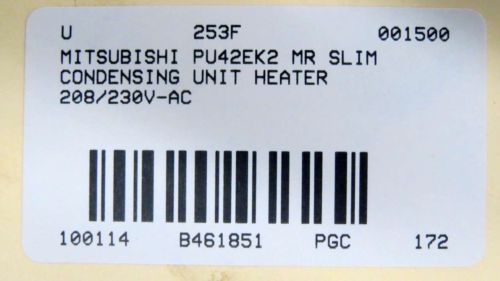 U 253F 001500
MITSUBISHI PU42EK2 MR SLIM
CONDENSING UNIT HEATER
208/230V-AC
100114 B461851 PGC 172